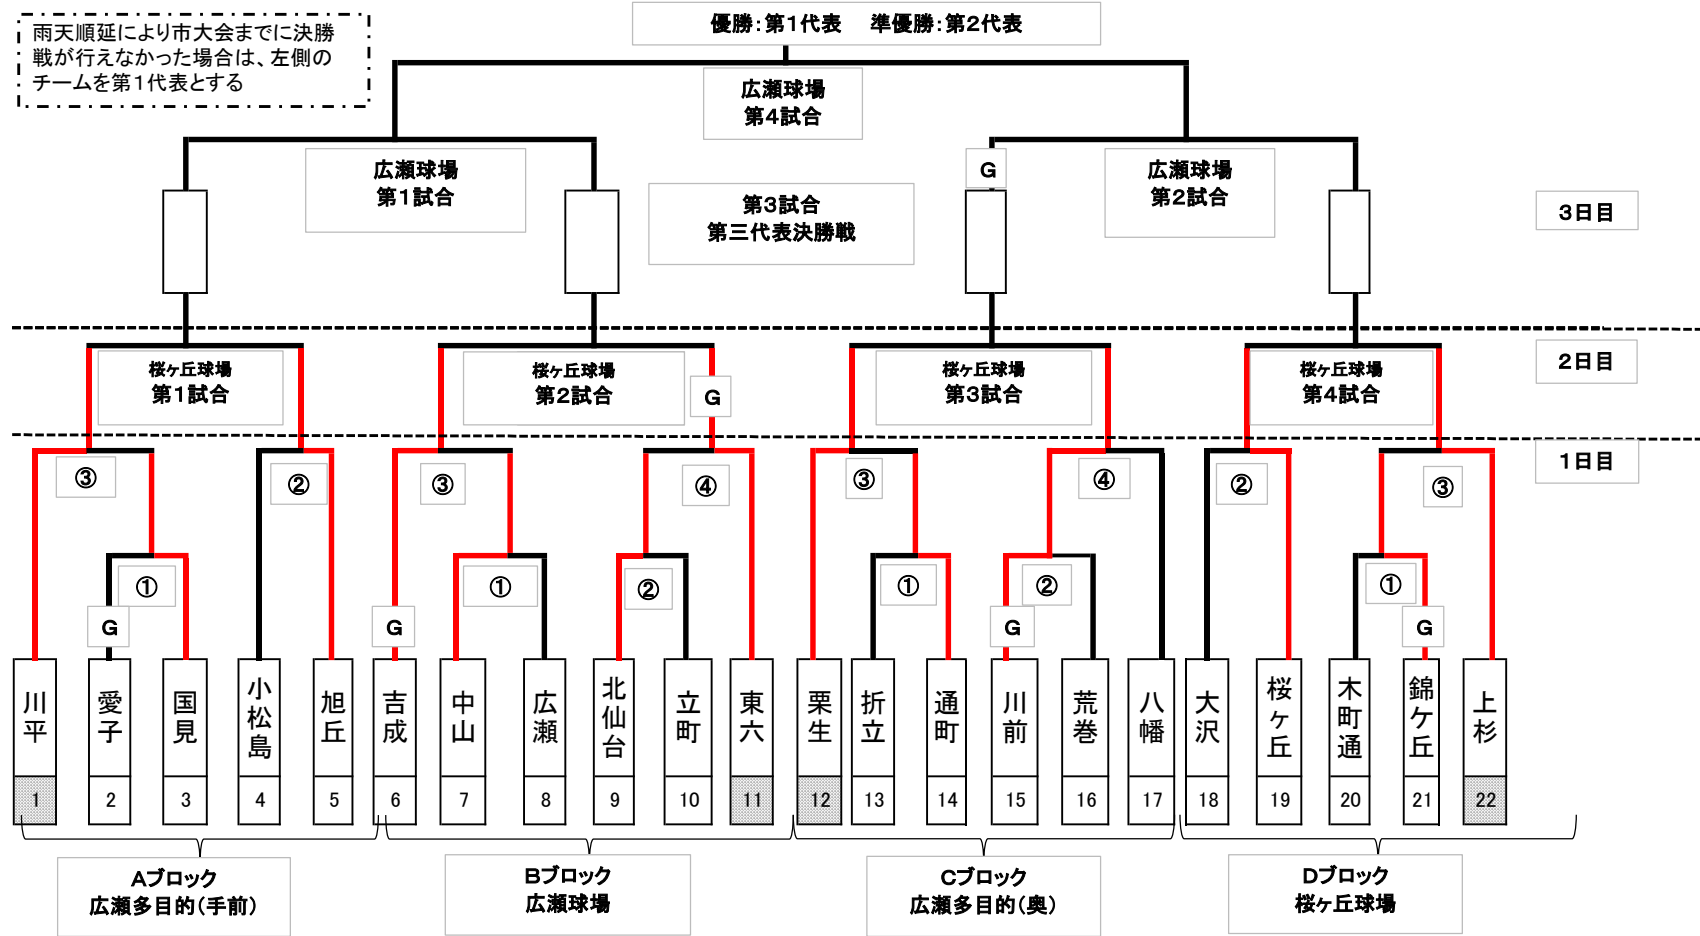 優勝：第1代表　準優勝：第2代表
雨天順延により市大会までに決勝
戦が行えなかった場合は、左側の
チームを第1代表とする
広瀬球場
第4試合
広瀬球場
第1試合
G
広瀬球場
第2試合
第3試合
第三代表決勝戦
3日目
桜ヶ丘球場
第1試合
桜ヶ丘球場
第2試合
G
桜ヶ丘球場
第3試合
桜ヶ丘球場
第4試合
2日目
1日目
③
②
③
④
③
④
②
③
①
①
②
①
②
①
G
G
G
G
川平
愛子
国見
小松島
旭丘
吉成
中山
広瀬
北仙台
立町
東六
栗生
折立
通町
川前
荒巻
八幡
大沢
桜ヶ丘
木町通
錦ケ丘
上杉
1
2
3
4
5
6
7
8
9
10
11
12
13
14
15
16
17
18
19
20
21
22
Aブロック
広瀬多目的（手前）
Bブロック
広瀬球場
Cブロック
広瀬多目的（奥）
Dブロック
桜ヶ丘球場